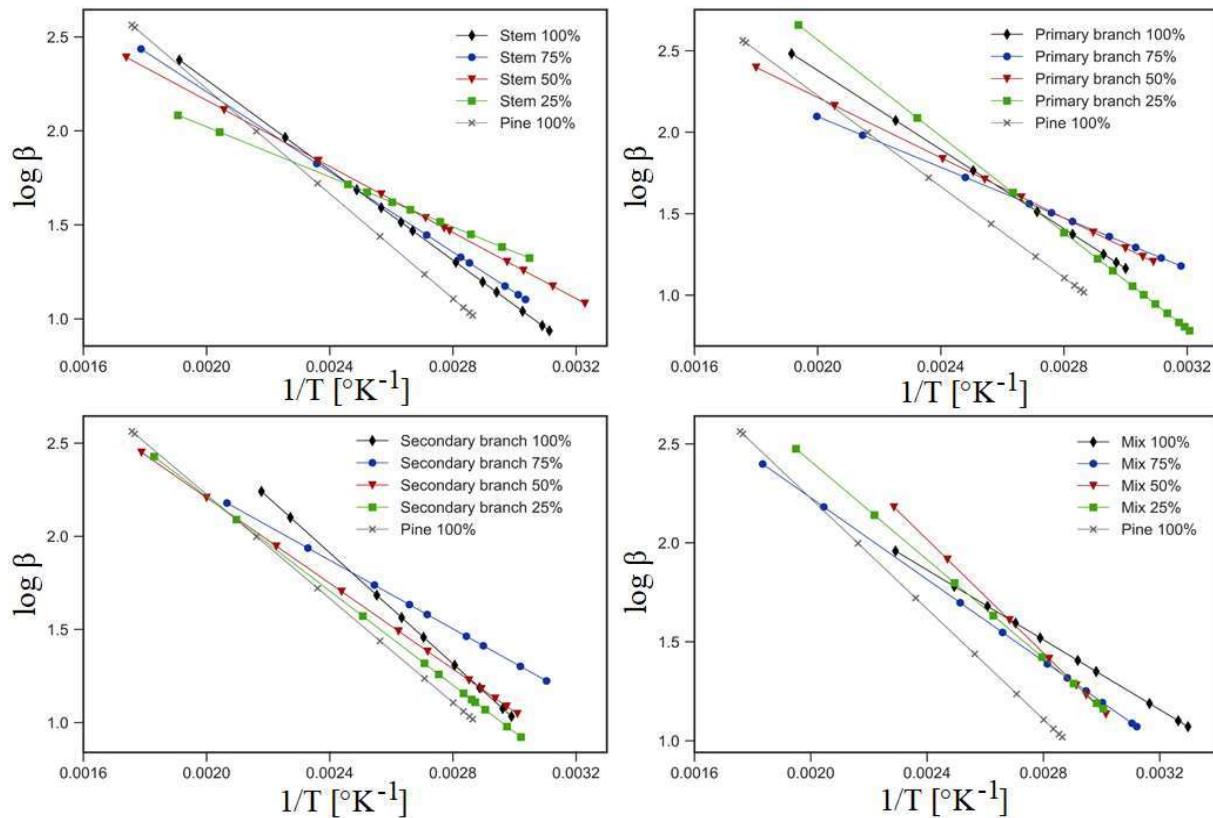 2.5
2.0
1.5
1.0
log β
Stem 100%
Stem 75%
Stem 50%
Stem 25%
Pine 100%
0.0016
0.0020
0.0024
0.0028
0.0032
1/T [°K-1]
2.5
2.0
1.5
1.0
log β
Primary branch 100%
Primary branch 75%
Primary branch 50%
Primary branch 25%
Pine 100%
0.0016
0.0020
0.0024
0.0028
0.0032
1/T [°K-1]
2.5
2.0
1.5
1.0
log β
Secondary branch 100%
Secondary branch 75%
Secondary branch 50%
Secondary branch 25%
Pine 100%
0.0016
0.0020
0.0024
0.0028
0.0032
1/T [°K-1]
2.5
2.0
1.5
1.0
log β
Mix 100%
Mix 75%
Mix 50%
Mix 25%
Pine 100%
0.0016
0.0020
0.0024
0.0028
0.0032
1/T [°K-1]